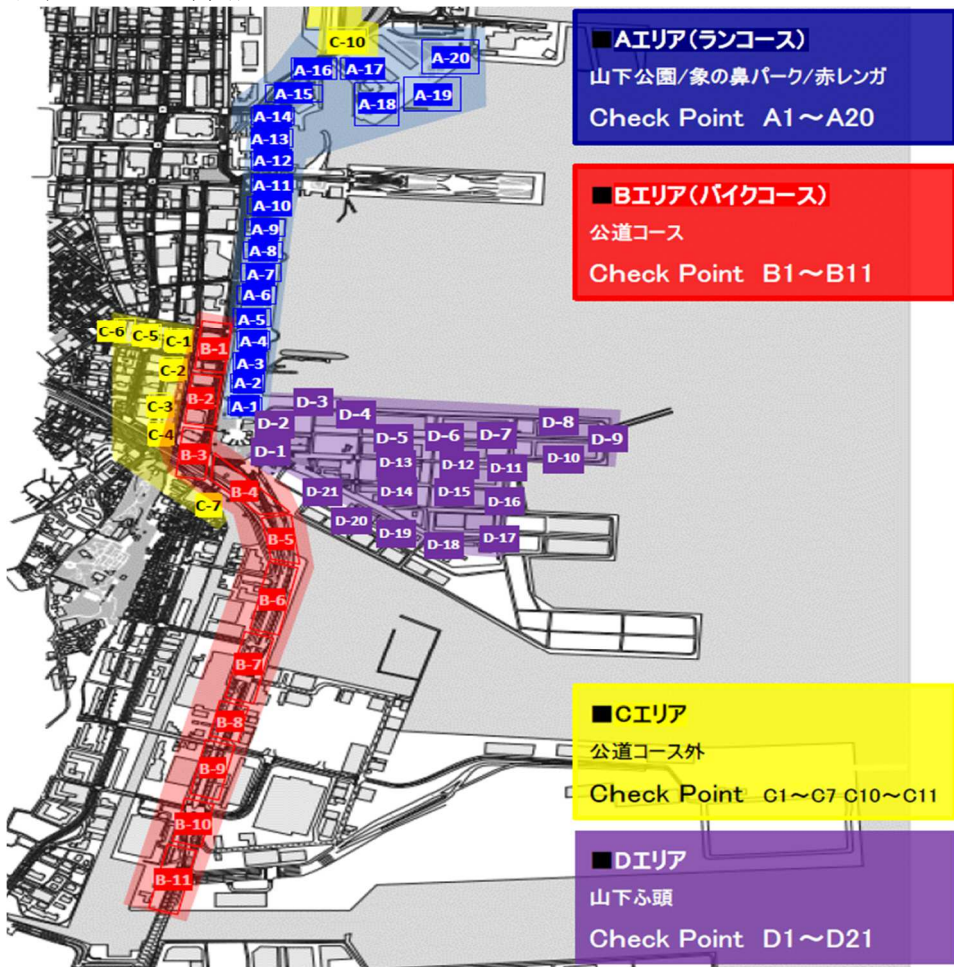 C-10
A-20
A-16
A-17
A-15
A-18
A-19
A-14
A-13
A-12
A-11
A-10
A-9
A-8
A-7
A-6
A-5
A-4
A-3
A-2
A-1
C-6
C-5
C-1
B-1
C-2
B-2
C-3
C-4
B-3
C-7
B-4
B-5
B-6
B-7
B-8
B-9
B-10
B-11
D-3
D-4
D-2
D-8
D-5
D-6
D-7
D-9
D-1
D-13
D-12
D-11
D-10
D-21
D-14
D-15
D-16
D-20
D-19
D-18
D-17
■Aエリア(ランコース)
山下公園/象の鼻パーク/赤レンガ
Check Point A1～A20
■Bエリア(バイクコース)
公道コース
Check Point B1～B11
■Cエリア
公道コース外
Check Point C1～C7 C10～C11
■Dエリア
山下ふ頭
Check Point D1～D21